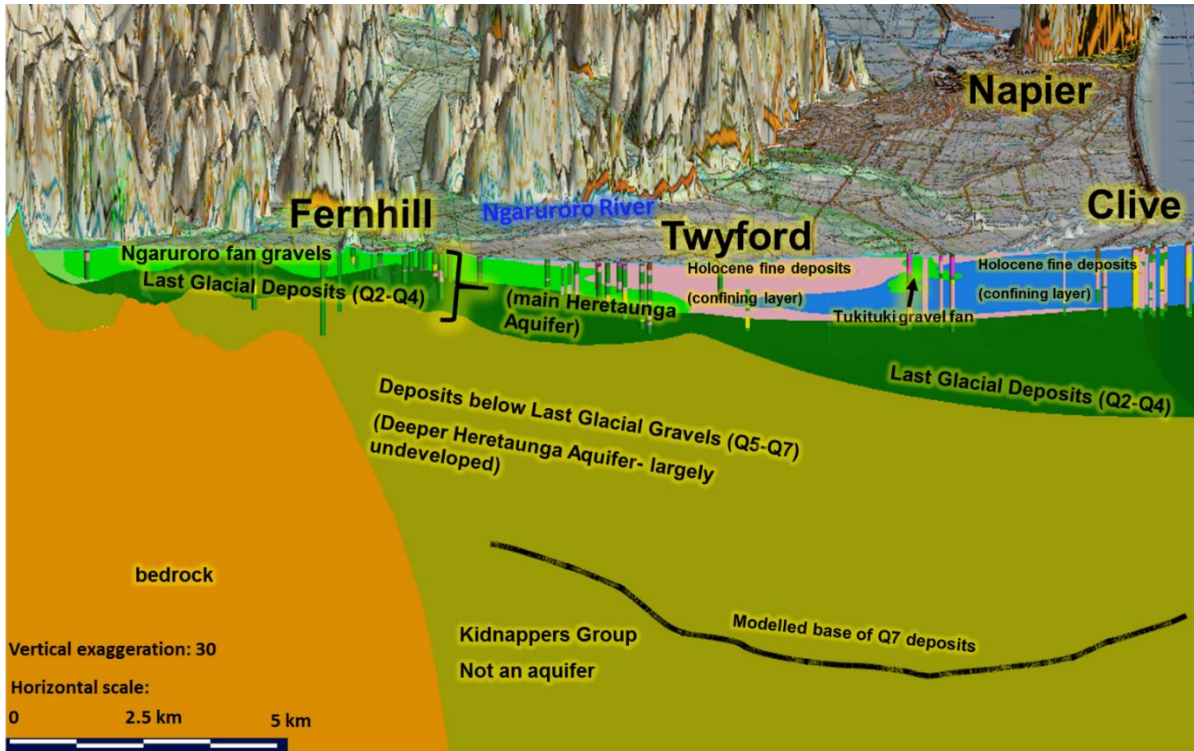 Napier
Clive
Fernhill
Ngaruroro River
Twyford
Ngaruroro fan gravels
Last Glacial Deposits (Q2-Q4)
(main Heretaunga
Aquifer)
Holocene fine deposits
(confining layer)
Tukituki gravel fan
Holocene fine deposits
(confining layer)
Last Glacial Deposits (Q2-Q4)
Deposits below Last Glacial Gravels (Q5-Q7)
(Deeper Heretaunga Aquifer- largely
undeveloped)
bedrock
Kidnappers Group
Not an aquifer
Modelled base of Q7 deposits
Vertical exaggeration: 30
Horizontal scale:
0 2.5 km 5 km